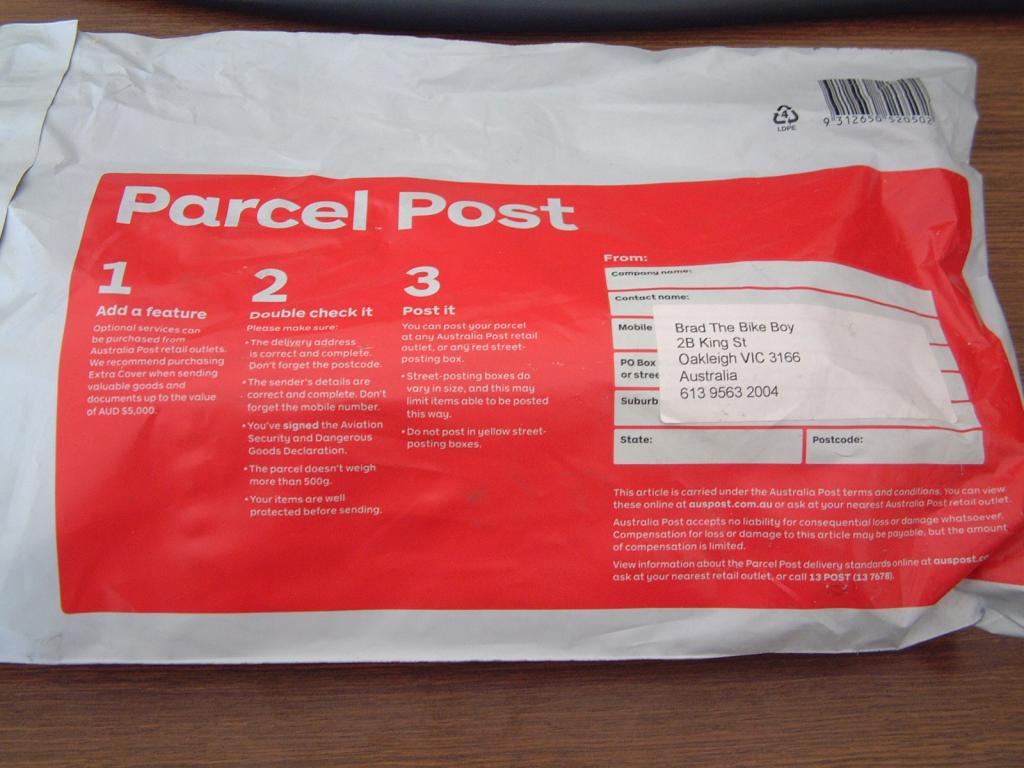 4
LDPE
9 312650 520502
Parcel Post
1
Add a feature
Optional services can
be purchased from
Australia Post retail outlets.
We recommend purchasing
Extra Cover when sending
valuable goods and
documents up to the value
of AUD $5,000.
2
Double check it
Please make sure:
• The delivery address
is correct and complete.
Don't forget the postcode.
• The sender's details are
correct and complete. Don't
forget the mobile number.
• You've signed the Aviation
Security and Dangerous
Goods Declaration.
• The parcel doesn't weigh
more than 500g.
• Your items are well
protected before sending.
3
Post it
You can post your parcel
at any Australia Post retail
outlet, or any red street-
posting box.
• Street-posting boxes do
vary in size, and this may
limit items able to be posted
this way.
• Do not post in yellow street-
posting boxes.
From:
Company name:
Contact name:
Mobile
PO Box
or stree
Suburb
State:
Postcode:
Brad The Bike Boy
2B King St
Oakleigh VIC 3166
Australia
613 9563 2004
This article is carried under the Australia Post terms and conditions. You can view
these online at auspost.com.au or ask at your nearest Australia Post retail outlet.
Australia Post accepts no liability for consequential loss or damage whatsoever.
Compensation for loss or damage to this article may be payable, but the amount
of compensation is limited.
View information about the Parcel Post delivery standards online at auspost.co
ask at your nearest retail outlet, or call 13 POST (13 7678).